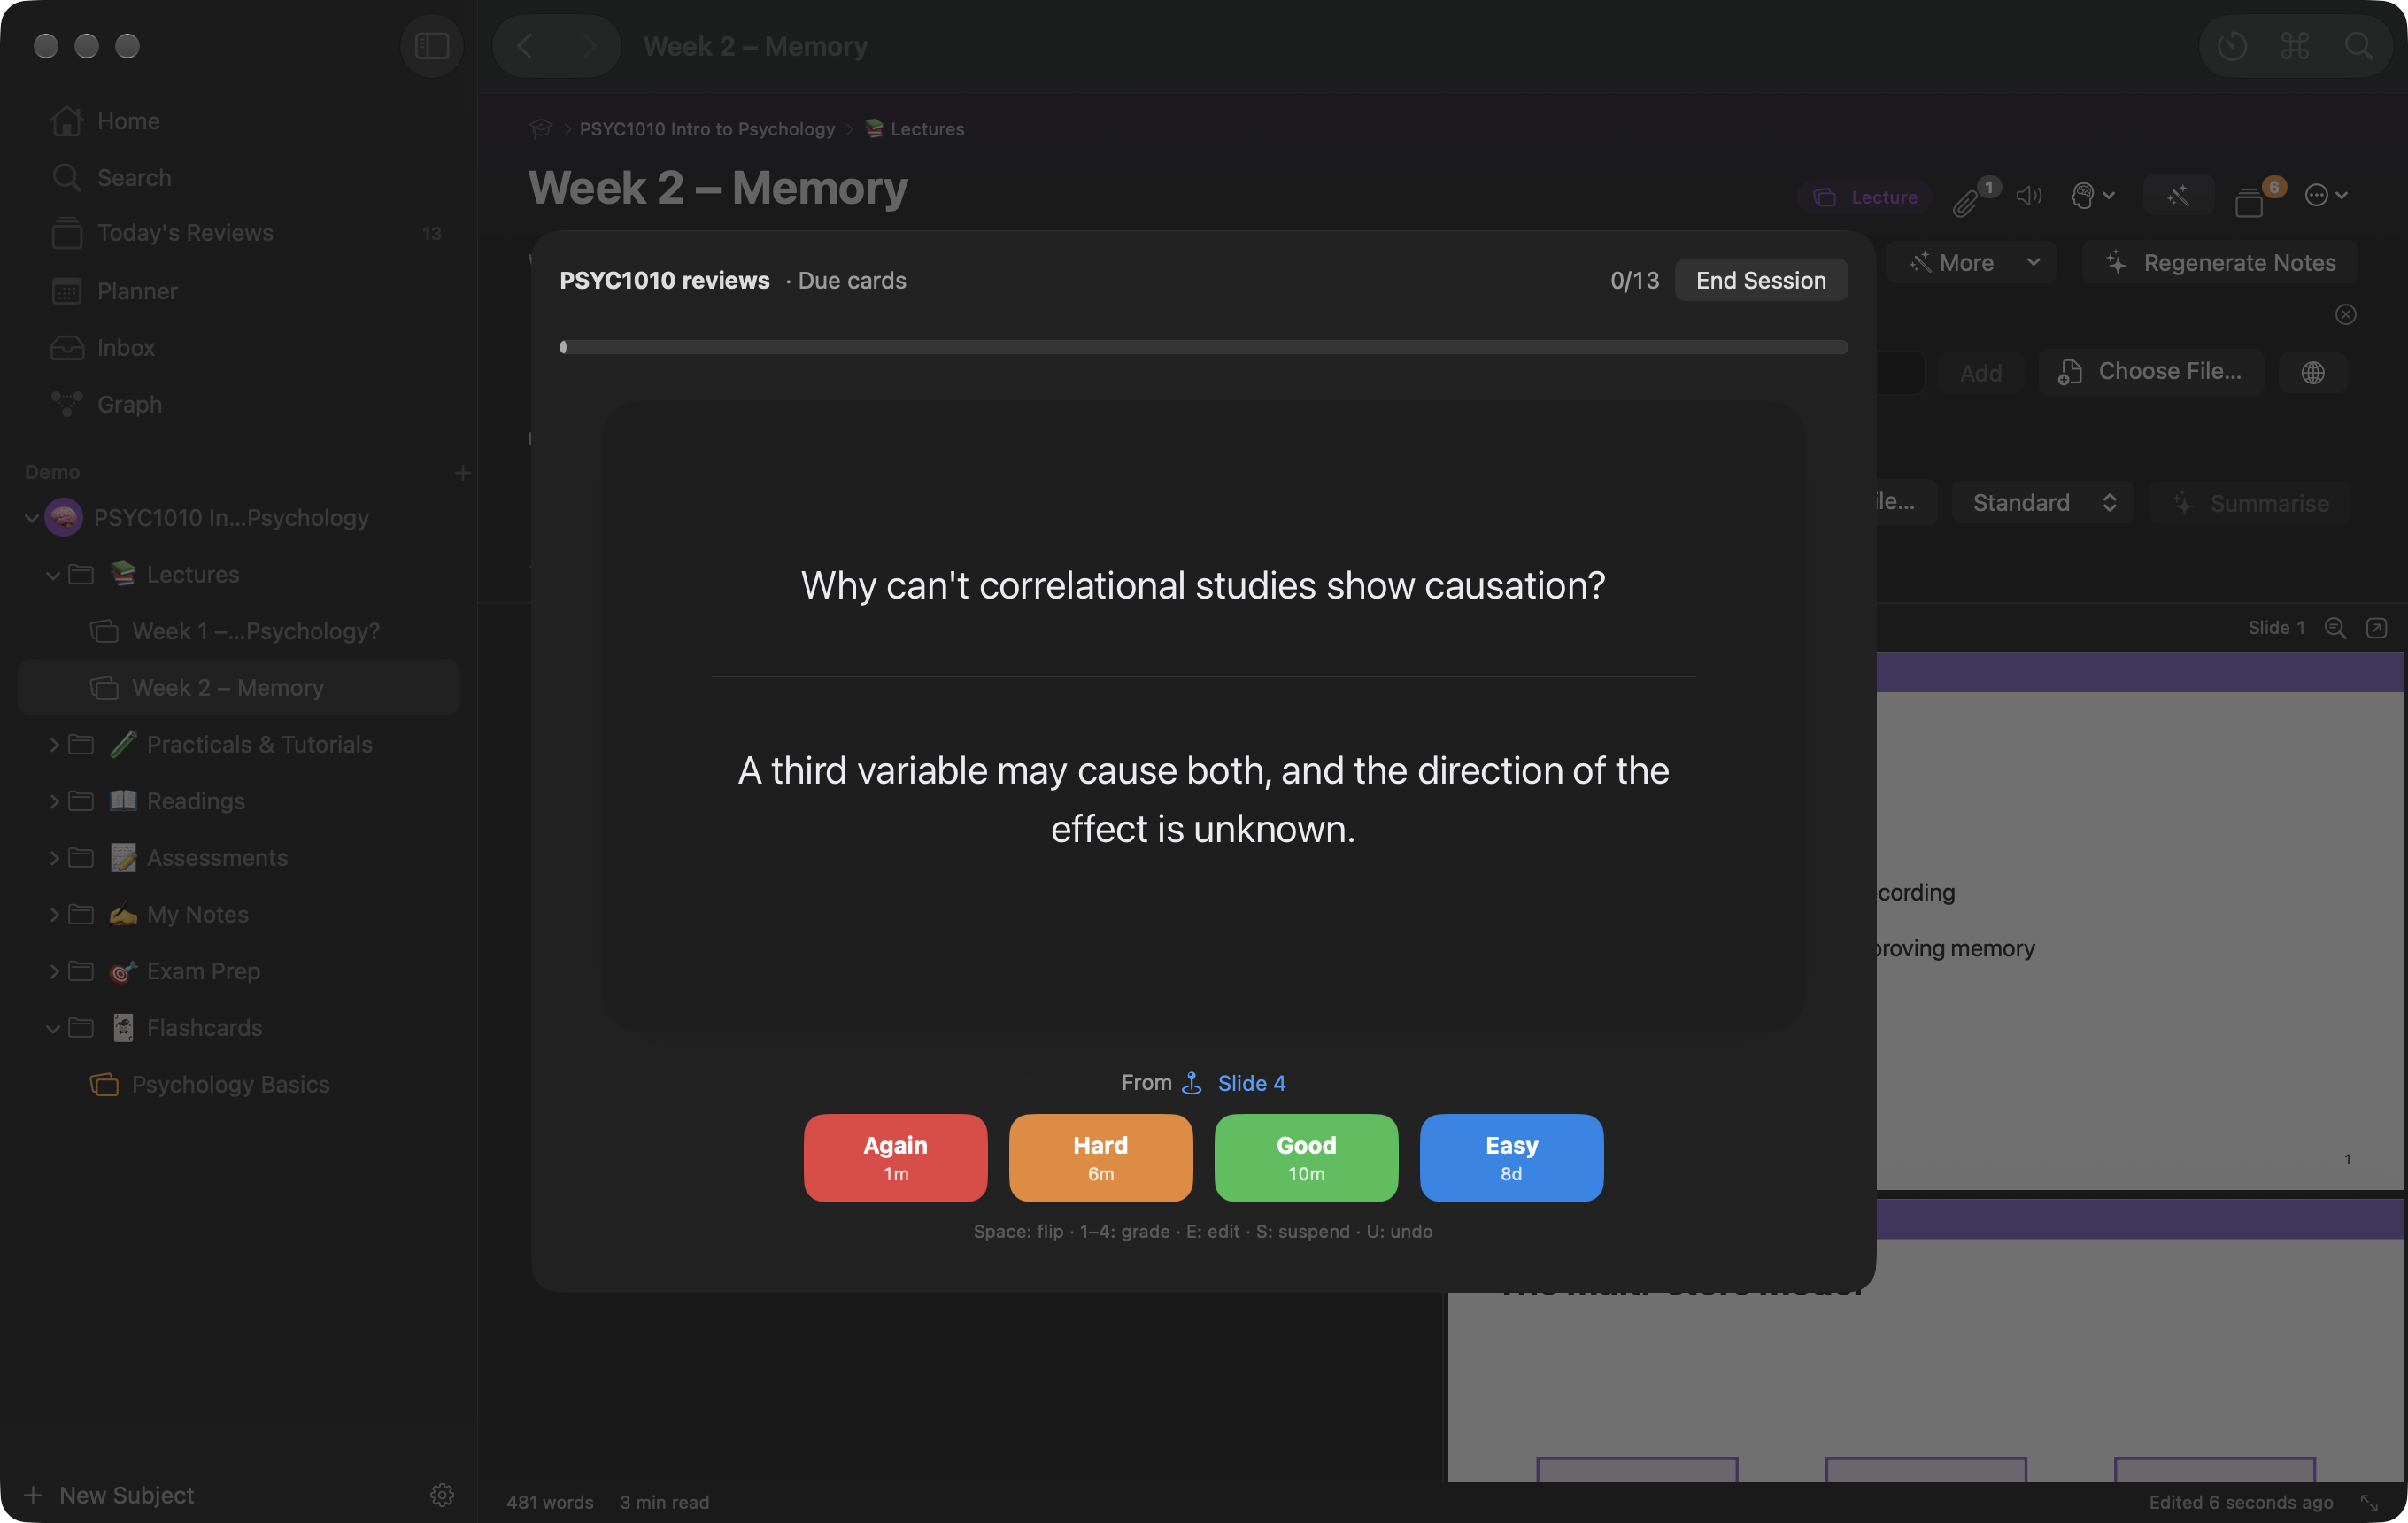 Week 2 – Memory
Home
Search
Today's Reviews 13
Planner
Inbox
Graph
Demo
PSYC1010 In...Psychology
Lectures
Week 1 –...Psychology?
Week 2 – Memory
Practicals & Tutorials
Readings
Assessments
My Notes
Exam Prep
Flashcards
Psychology Basics
New Subject
PSYC1010 Intro to Psychology
Lectures
Week 2 – Memory
Lecture
1
6
More
Regenerate Notes
Add
Choose File...
Standard
Summarise
Slide 1
PSYC1010 reviews · Due cards
0/13
End Session
Why can't correlational studies show causation?
A third variable may cause both, and the direction of the
effect is unknown.
From Slide 4
Again
1m
Hard
6m
Good
10m
Easy
8d
Space: flip · 1–4: grade · E: edit · S: suspend · U: undo
cording
proving memory
1
481 words
3 min read
Edited 6 seconds ago